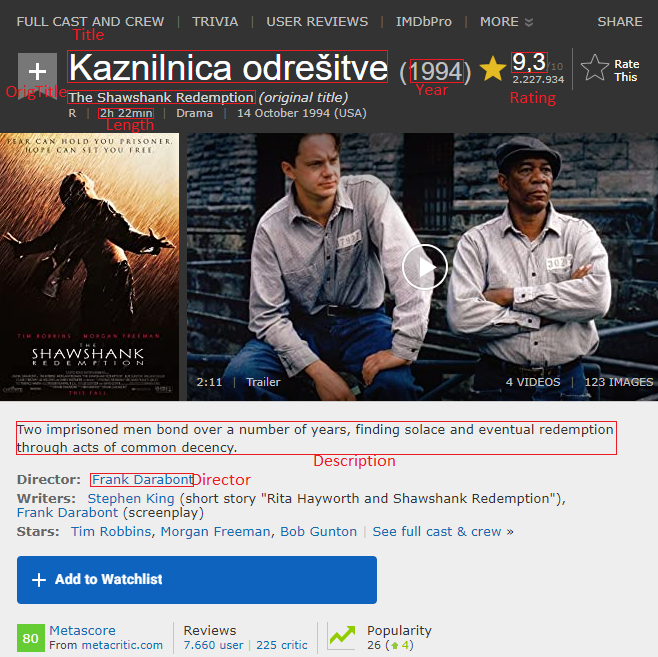 FULL CAST AND CREW | TRIVIA | USER REVIEWS | IMDbPro | MORE | SHARE
Title
+ Kaznilnica odrešitve (1994) 9,3/10 Rate This
2.227.934
OrigTitle
Year
Rating
The Shawshank Redemption (original title)
R | 2h 22min | Drama | 14 October 1994 (USA)
Length
FEAR CAN HOLD YOU PRISONER.
HOPE CAN SET YOU FREE.
TIM ROBBINS MORGAN FREEMAN
THE
SHAWSHANK
REDEMPTION
THIS FALL
2:11 | Trailer
4 VIDEOS | 123 IMAGES
Two imprisoned men bond over a number of years, finding solace and eventual redemption
through acts of common decency.
Description
Director: Frank Darabont Director
Writers: Stephen King (short story "Rita Hayworth and Shawshank Redemption"),
Frank Darabont (screenplay)
Stars: Tim Robbins, Morgan Freeman, Bob Gunton | See full cast & crew »
+ Add to Watchlist
80 Metascore
From metacritic.com
Reviews
7.660 user | 225 critic
Popularity
26 (4)